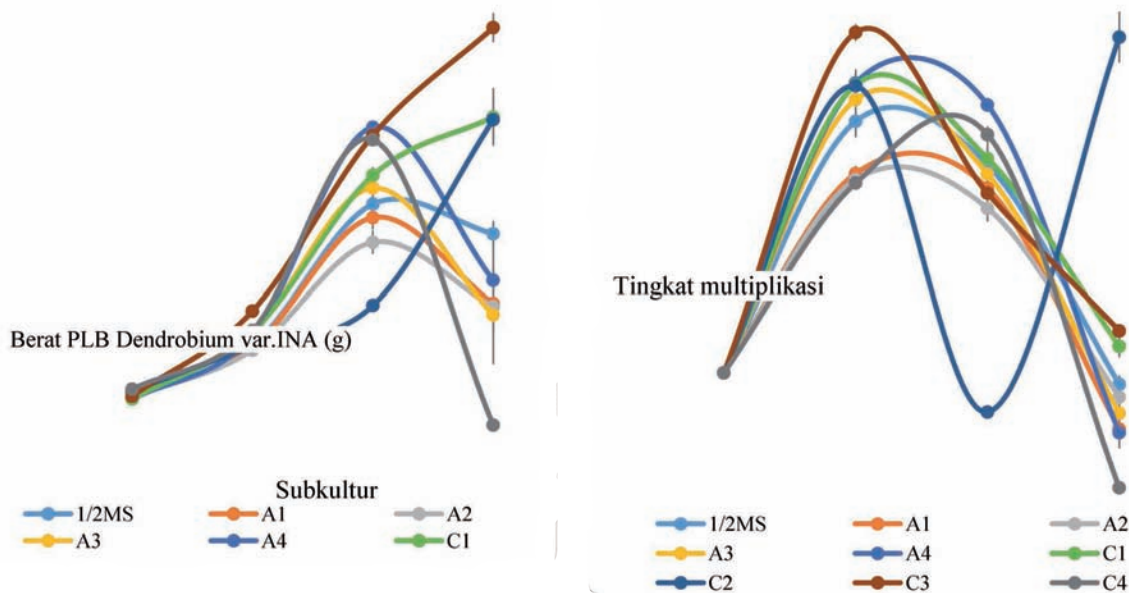 Berat PLB Dendrobium var.INA (g)
Subkultur
1/2MS A1 A2
A3 A4 C1
Tingkat multiplikasi
1/2MS A1 A2
A3 A4 C1
C2 C3 C4